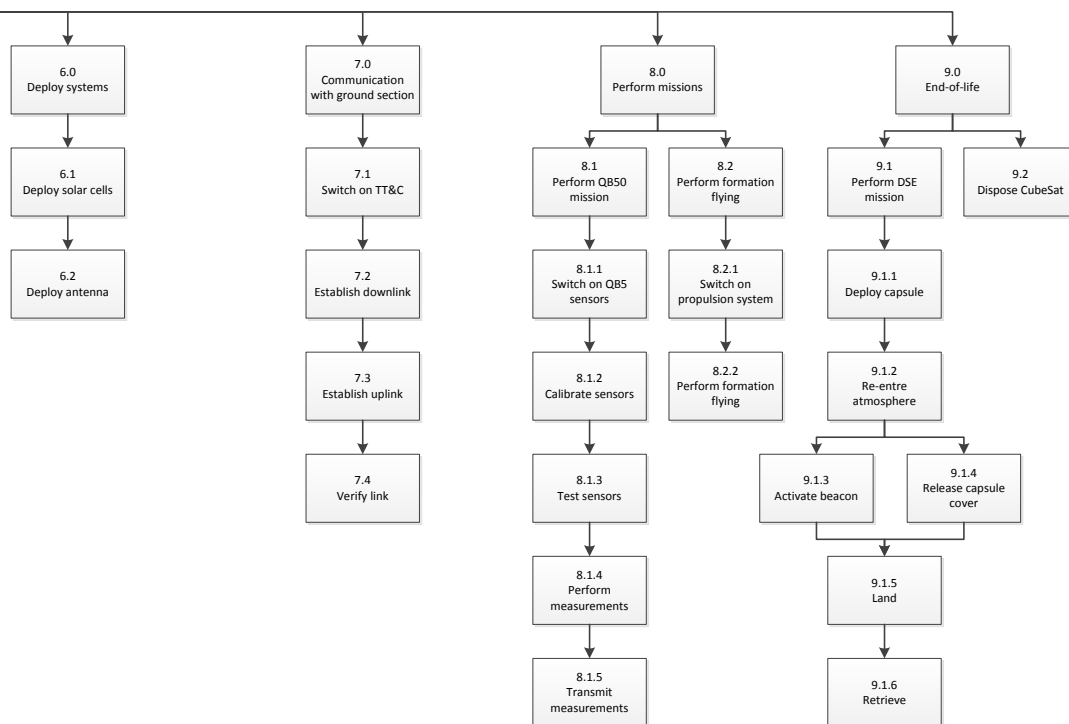 6.0
Deploy systems
6.1
Deploy solar cells
6.2
Deploy antenna
7.0
Communication
with ground section
7.1
Switch on TT&C
7.2
Establish downlink
7.3
Establish uplink
7.4
Verify link
8.0
Perform missions
8.1
Perform QB50
mission
8.1.1
Switch on QB5
sensors
8.1.2
Calibrate sensors
8.1.3
Test sensors
8.1.4
Perform
measurements
8.1.5
Transmit
measurements
8.2
Perform formation
flying
8.2.1
Switch on
propulsion system
8.2.2
Perform formation
flying
9.0
End-of-life
9.1
Perform DSE
mission
9.1.1
Deploy capsule
9.1.2
Re-entre
atmosphere
9.1.3
Activate beacon
9.1.4
Release capsule
cover
9.1.5
Land
9.1.6
Retrieve
9.2
Dispose CubeSat